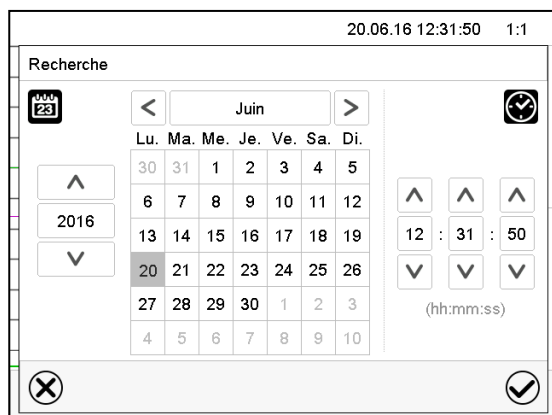 20.06.16 12:31:50 1:1
Recherche
23
< Juin >
Lu. Ma. Me. Je. Ve. Sa. Di.
30 31 1 2 3 4 5
6 7 8 9 10 11 12
2016
13 14 15 16 17 18 19
12 : 31 : 50
20 21 22 23 24 25 26
27 28 29 30 1 2 3
(hh:mm:ss)
4 5 6 7 8 9 10